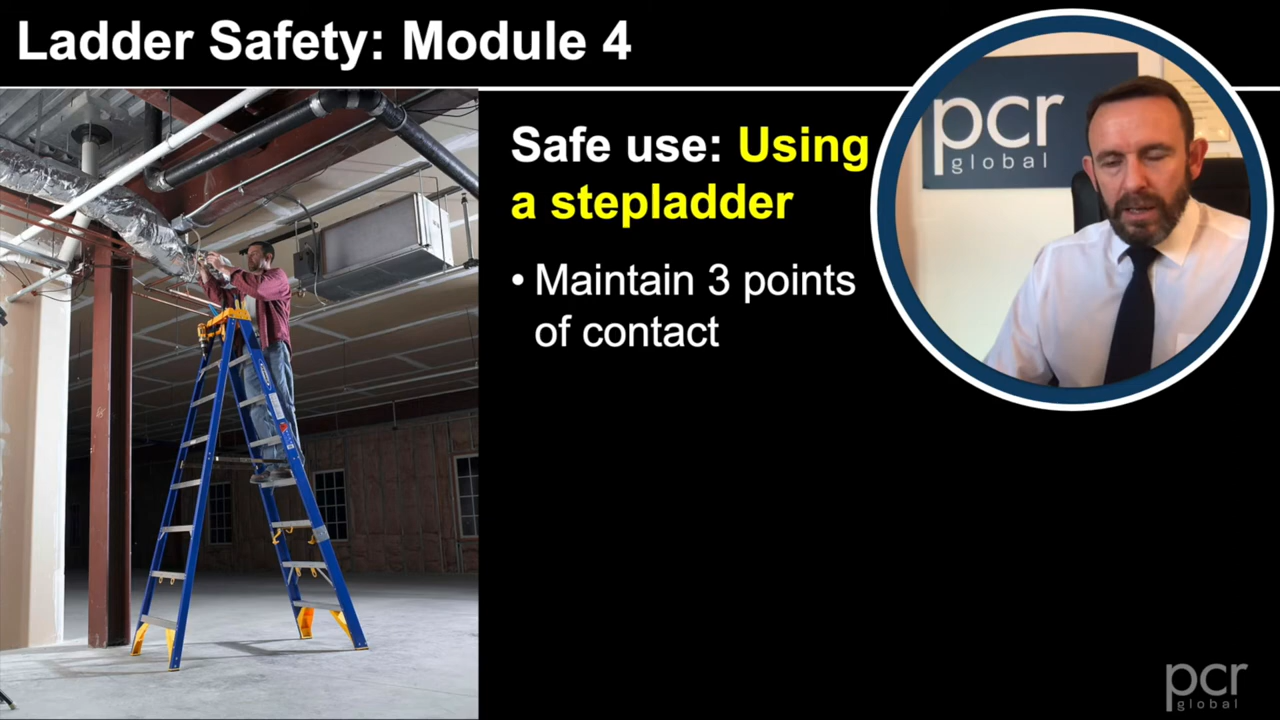 Ladder Safety: Module 4
Safe use: Using
a stepladder
• Maintain 3 points
of contact
pcr
global
pcr
global